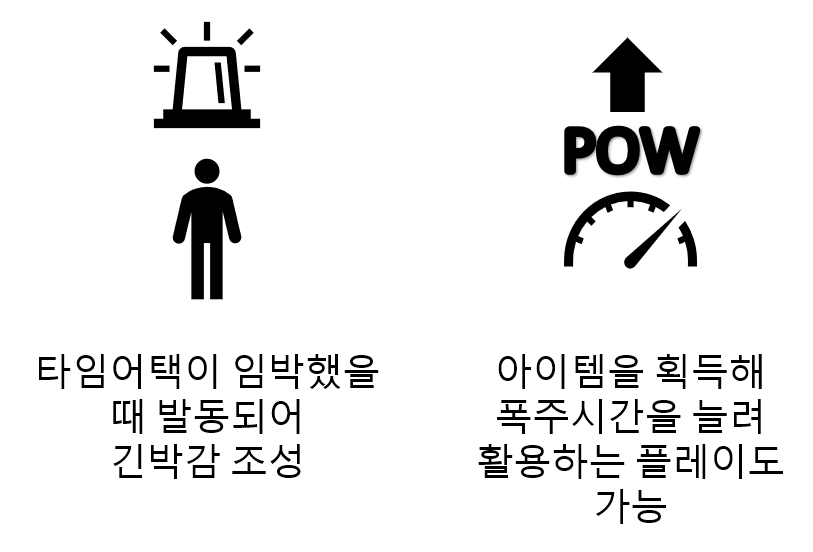 POW
타임어택이 임박했을
때 발동되어
긴박감 조성
아이템을 획득해
폭주시간을 늘려
활용하는 플레이도
가능